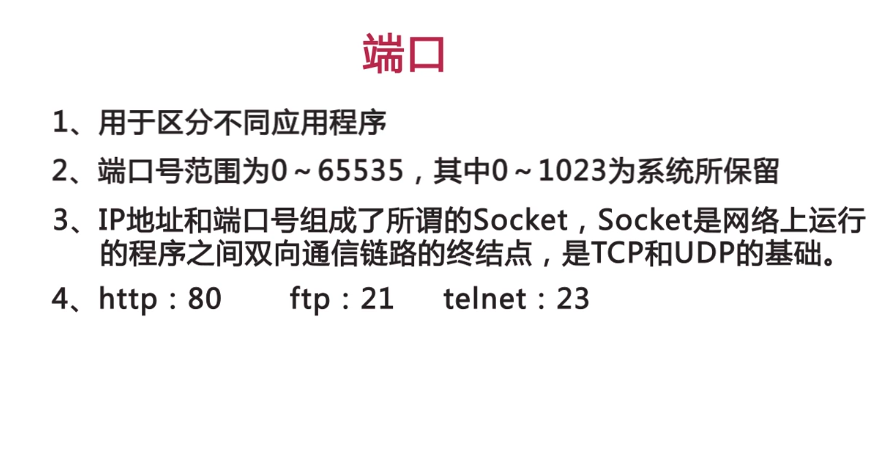 端口
1、用于区分不同应用程序
2、端口号范围为0~65535，其中0~1023为系统所保留
3、IP地址和端口号组成了所谓的Socket，Socket是网络上运行
的程序之间双向通信链路的终结点，是TCP和UDP的基础。
4、http：80 ftp：21 telnet：23